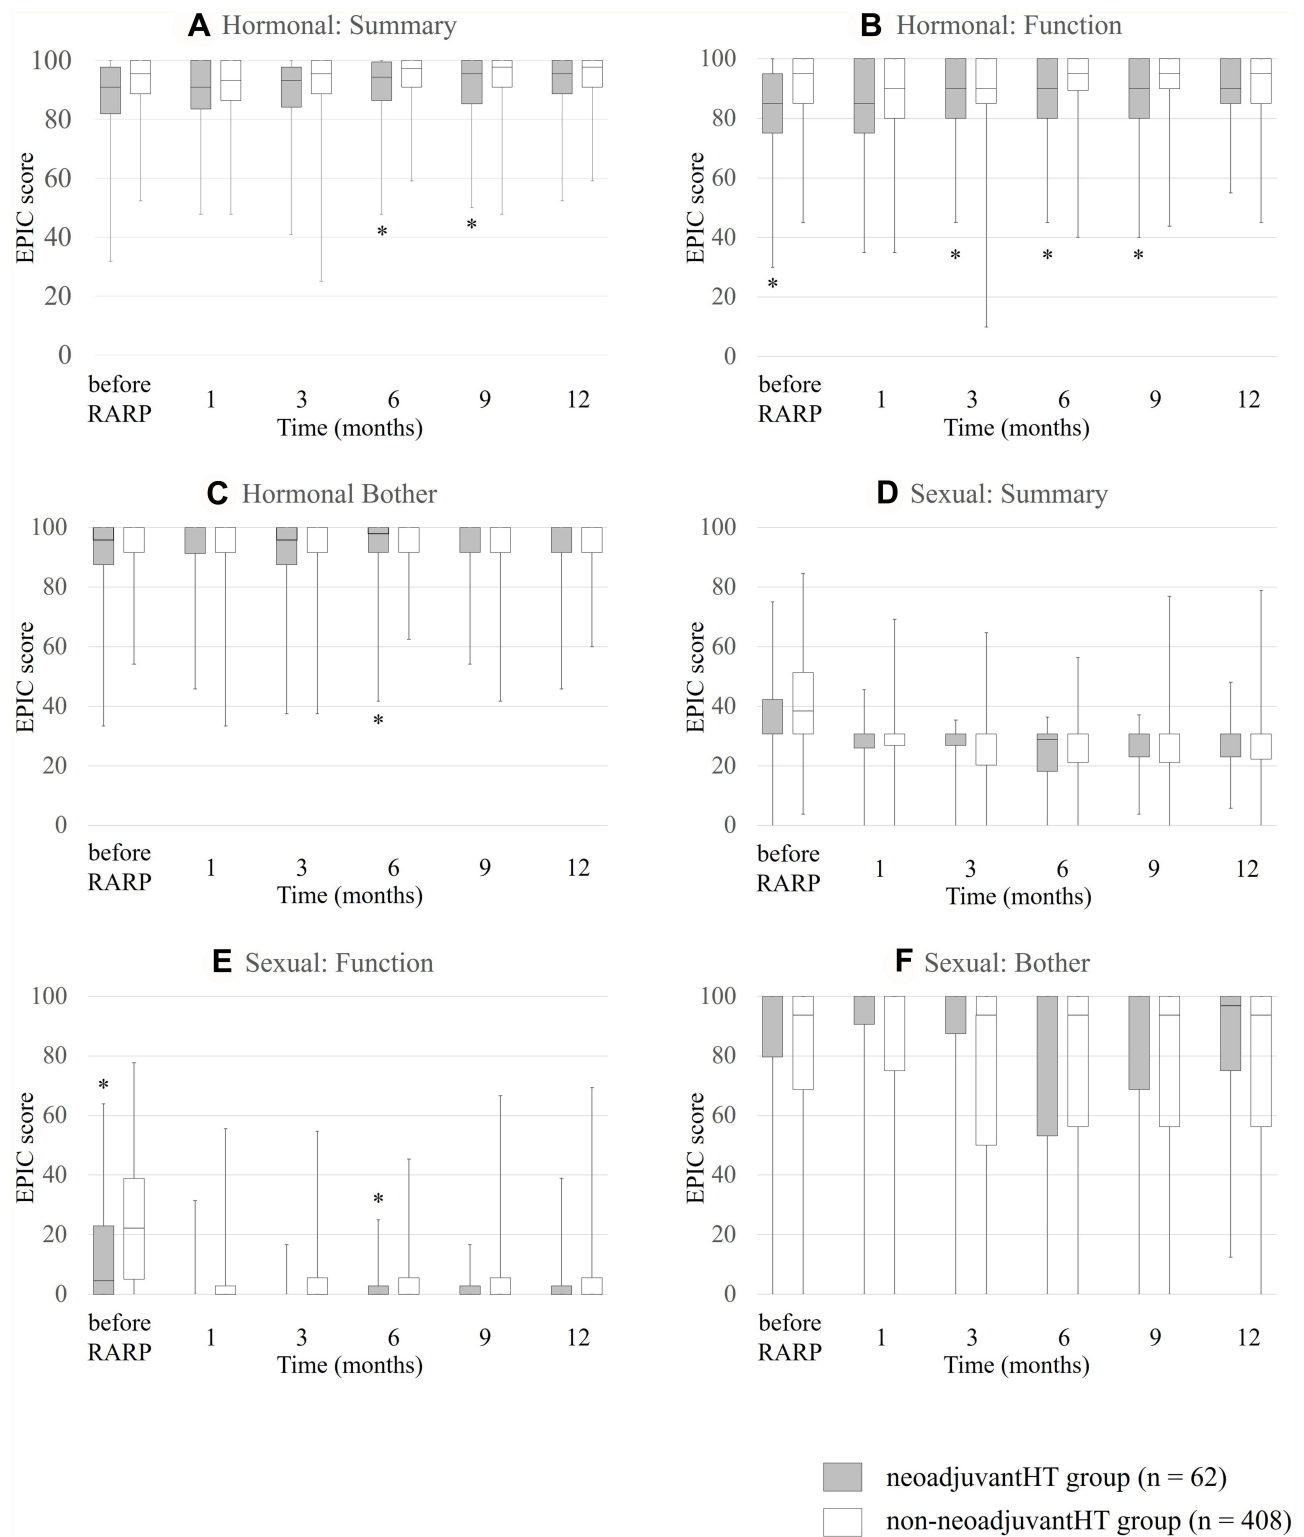 A Hormonal: Summary
100
80
60
40
20
0
EPIC score
* *
before RARP 1 3 6 9 12
Time (months)
B Hormonal: Function
100
80
60
40
20
0
EPIC score
* * * *
before RARP 1 3 6 9 12
Time (months)
C Hormonal Bother
100
80
60
40
20
0
EPIC score
*
before RARP 1 3 6 9 12
Time (months)
D Sexual: Summary
100
80
60
40
20
0
EPIC score
before RARP 1 3 6 9 12
Time (months)
E Sexual: Function
100
80
60
40
20
0
EPIC score
* *
before RARP 1 3 6 9 12
Time (months)
F Sexual: Bother
100
80
60
40
20
0
EPIC score
before RARP 1 3 6 9 12
Time (months)
neoadjuvantHT group (n = 62)
non-neoadjuvantHT group (n = 408)